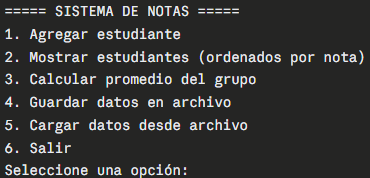 ===== SISTEMA DE NOTAS =====
1. Agregar estudiante
2. Mostrar estudiantes (ordenados por nota)
3. Calcular promedio del grupo
4. Guardar datos en archivo
5. Cargar datos desde archivo
6. Salir
Seleccione una opción: